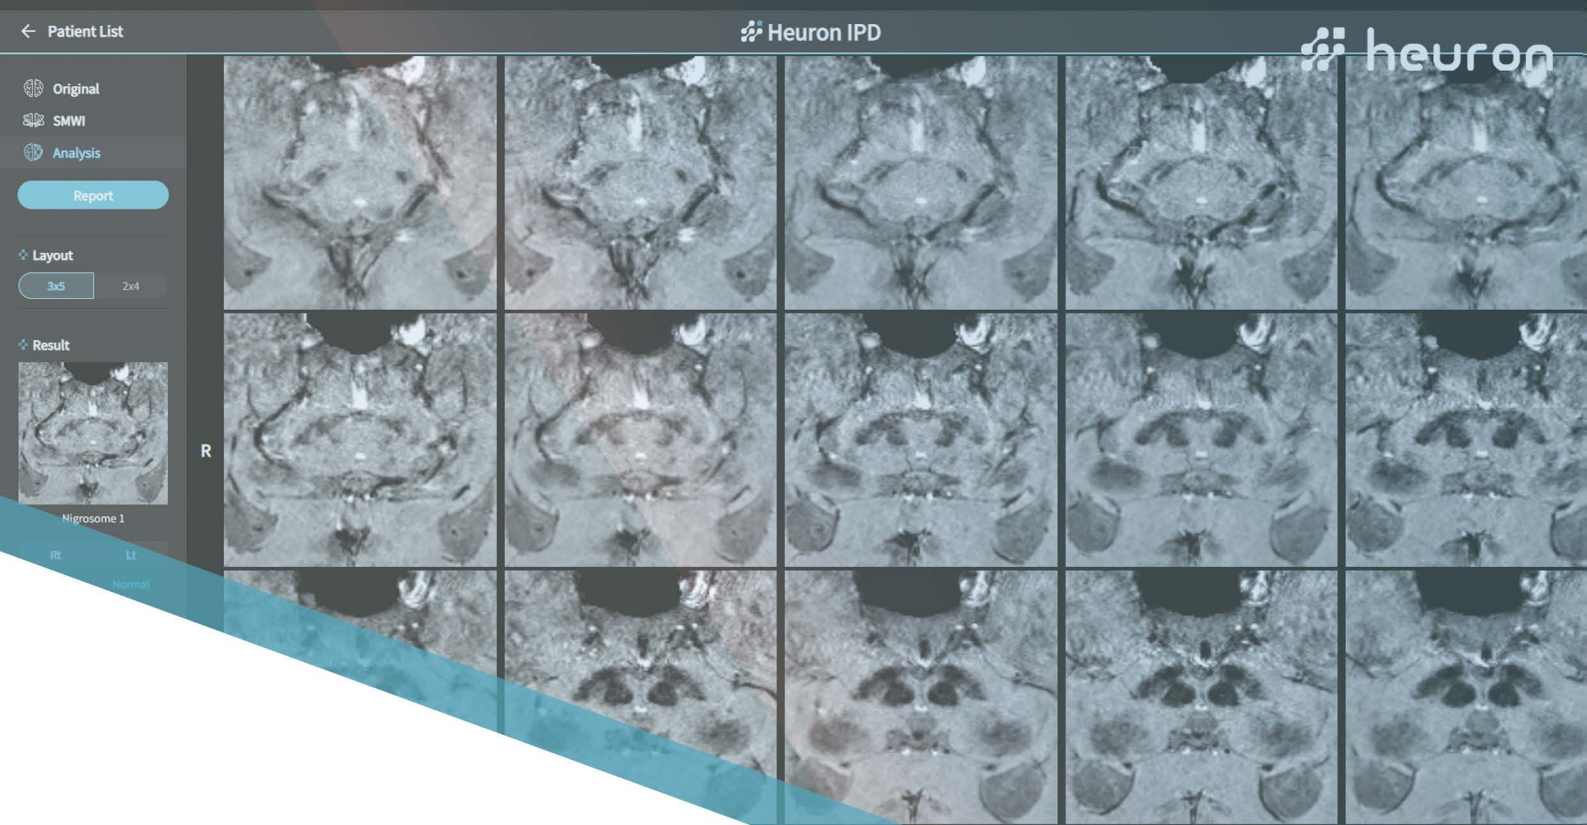 Patient List
Heuron IPD
heuron
Original
SMWI
Analysis
Report
Layout
3x5 2x4
Result
R
Nigrosome 1
Rt Lt
Normal